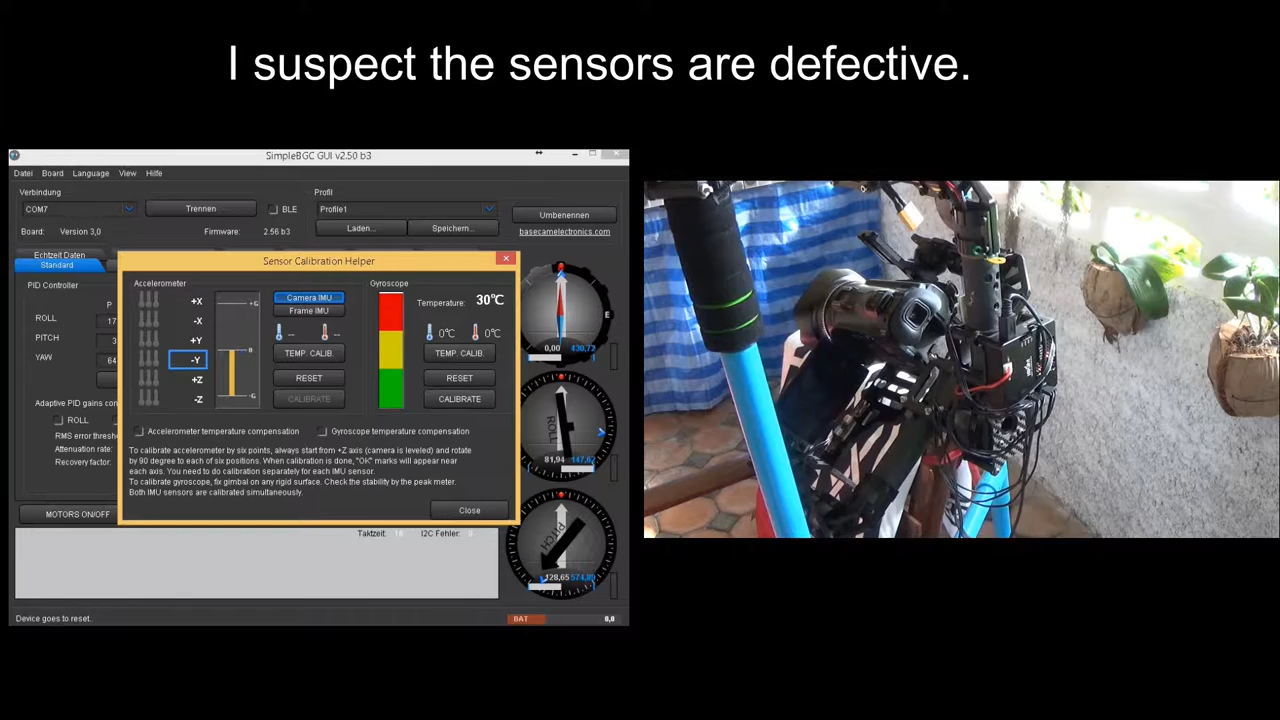 I suspect the sensors are defective.
SimpleBGC GUI v2.50 b3
Datei Board Language View Hilfe
Verbindung Profil
COM7 Trennen BLE Profile1 Umbenennen
Board: Version 3,0 Firmware: 2.56 b3 Laden... Speichern... basecamelectronics.com
Echtzeit Daten
Standard
Sensor Calibration Helper
PID Controller
P
ROLL 17
PITCH 3
YAW 64
Adaptive PID gains con
ROLL
RMS error thresh
Attenuation rate:
Recovery factor:
MOTORS ON/OFF
Accelerometer Gyroscope
+X
-X
+Y
-Y
+Z
-Z
+G
0
-G
Camera IMU
Frame IMU
-- --
TEMP. CALIB.
RESET
CALIBRATE
Temperature: 30℃
0℃ 0℃
TEMP. CALIB.
RESET
CALIBRATE
Accelerometer temperature compensation Gyroscope temperature compensation
To calibrate accelerometer by six points, always start from +Z axis (camera is leveled) and rotate
by 90 degree to each of six positions. When calibration is done, "OK" marks will appear near
each axis. You need to do calibration separately for each IMU sensor.
To calibrate gyroscope, fix gimbal on any rigid surface. Check the stability by the peak meter.
Both IMU sensors are calibrated simultaneously.
Close
E
0,00
ROLL
81,94
PITCH
128,65
Taktzeit: I2C Fehler:
Device goes to reset.
BAT 0,0